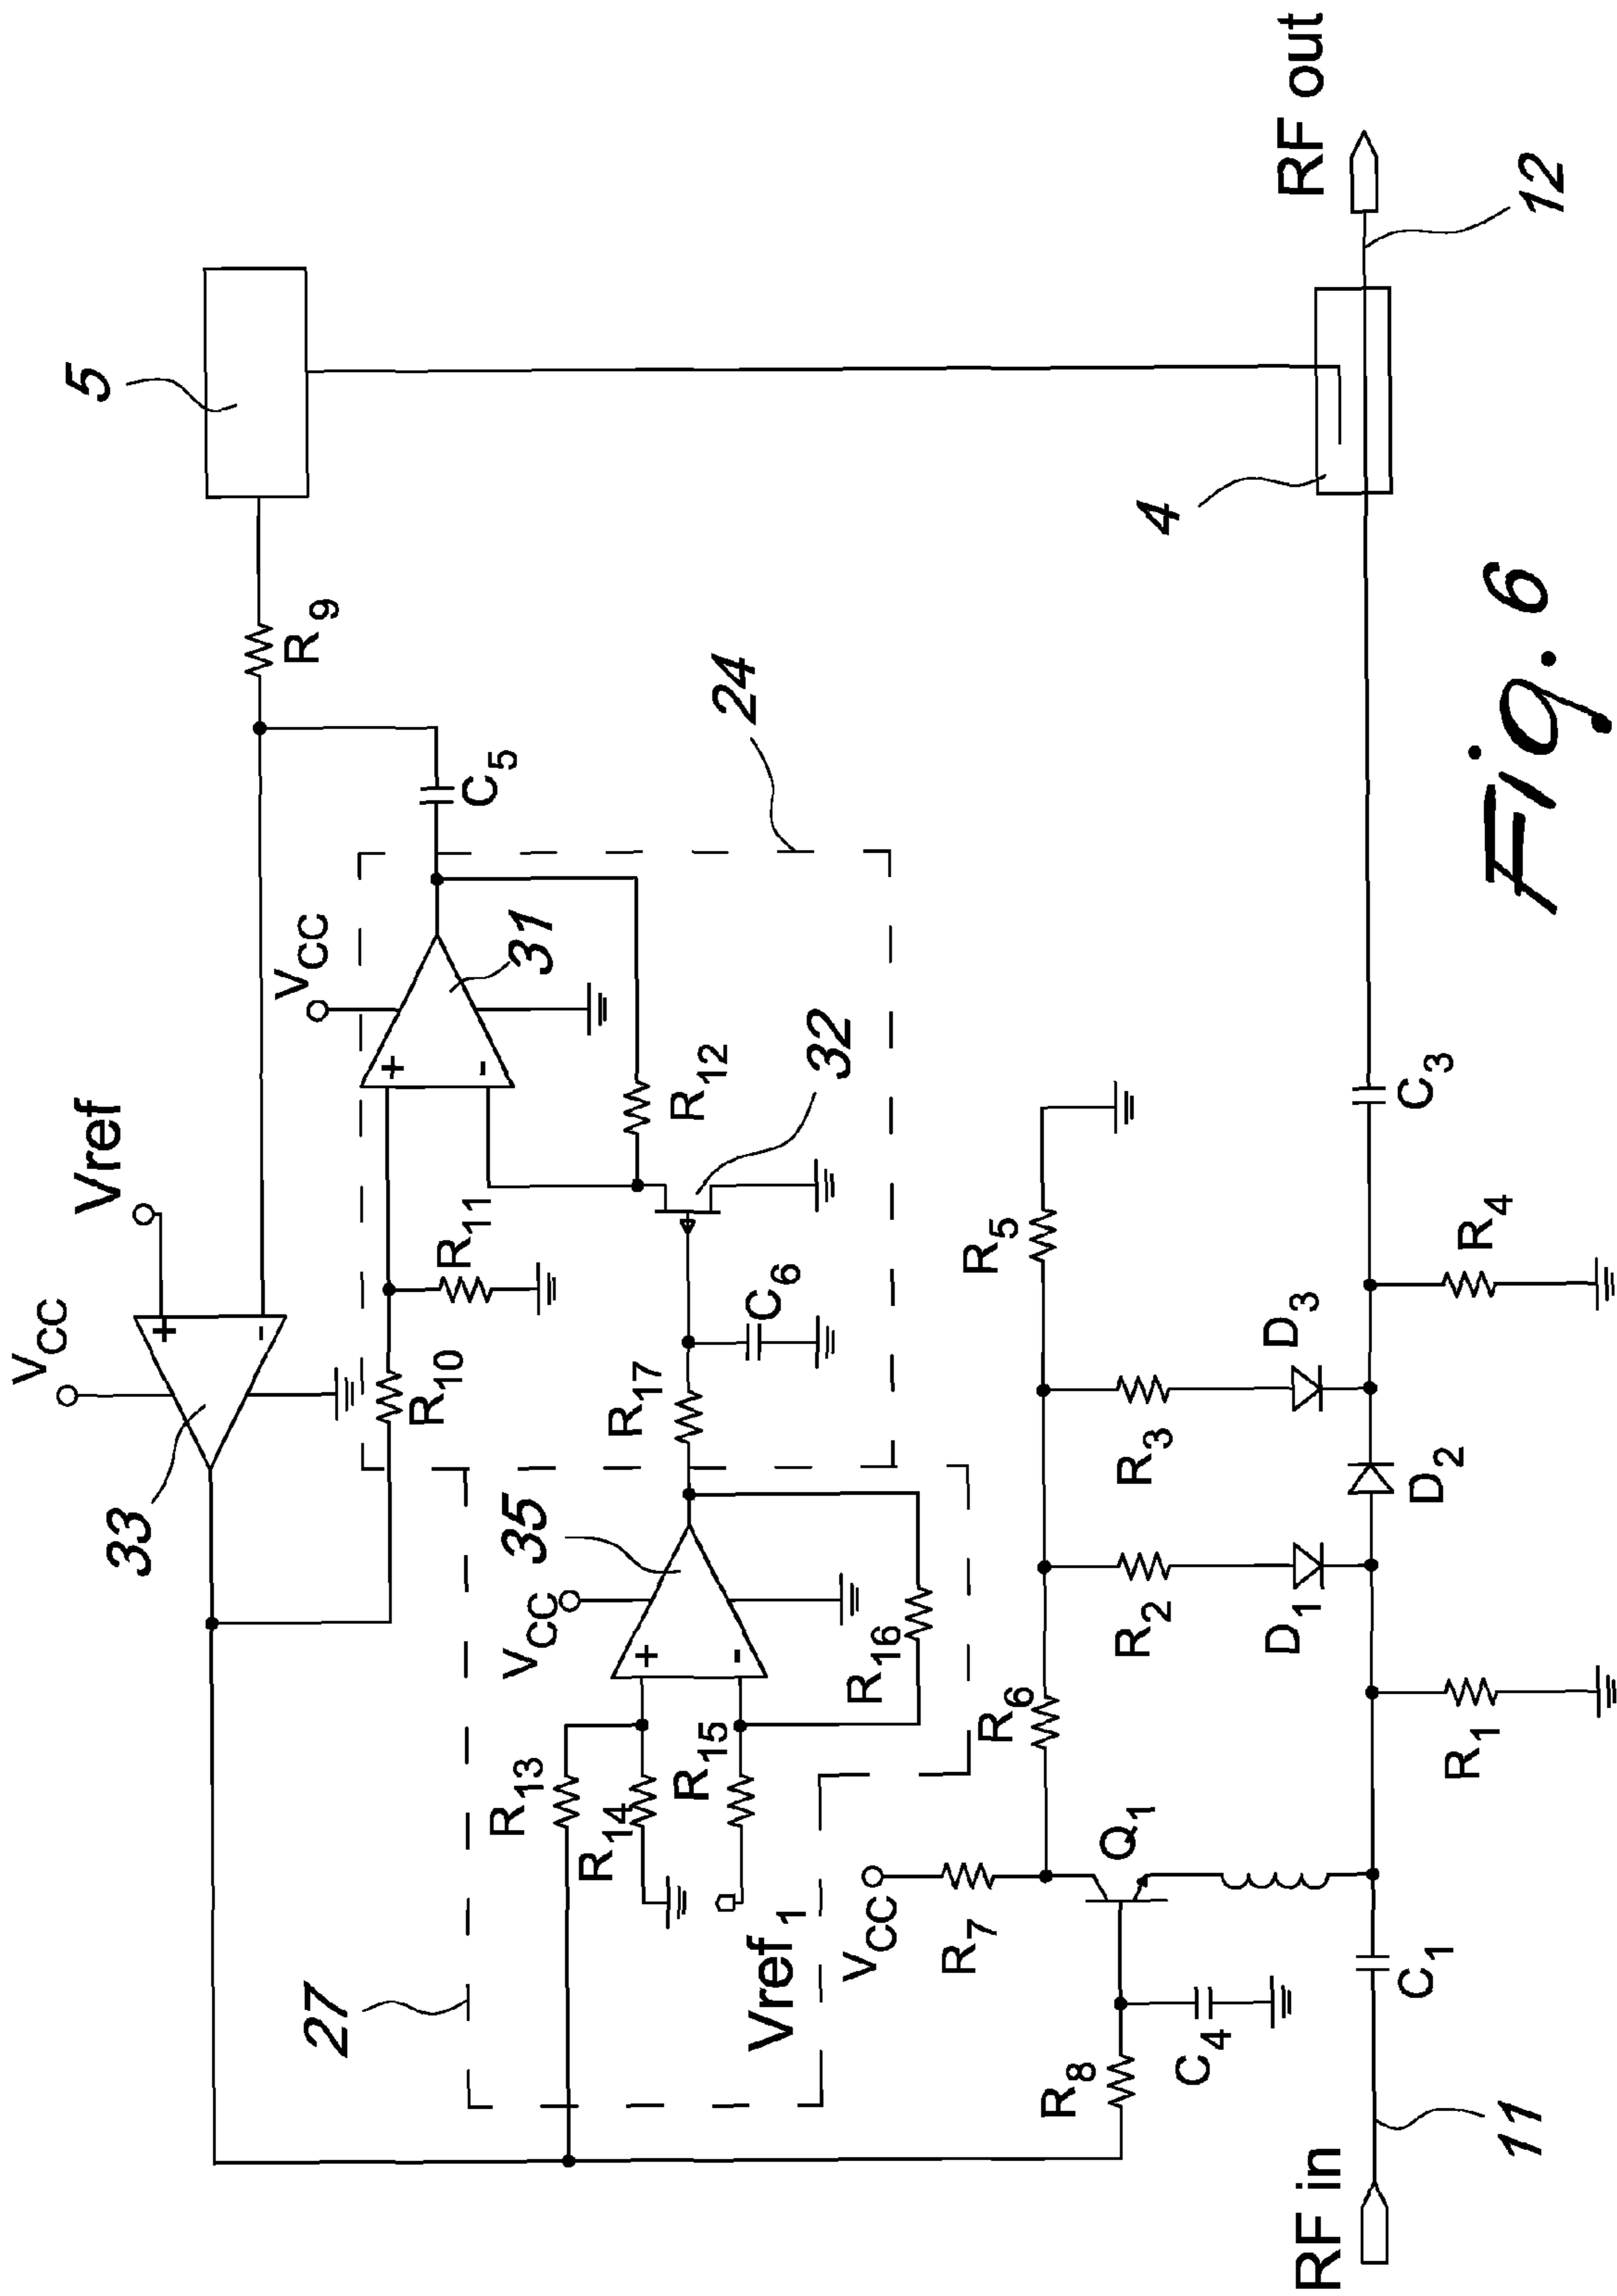 5
Vref
VCC
33
R9
C5
VCC
31
24
R10
R11
R12
32
27
VCC
35
R17
C6
R13
R14
R15
R16
Vref 1
VCC
R7
R6
R5
R8
C4
Q1
R2
R3
D1
D3
RF in
11
C1
R1
D2
R4
C3
4
12
RF out
Fig. 6